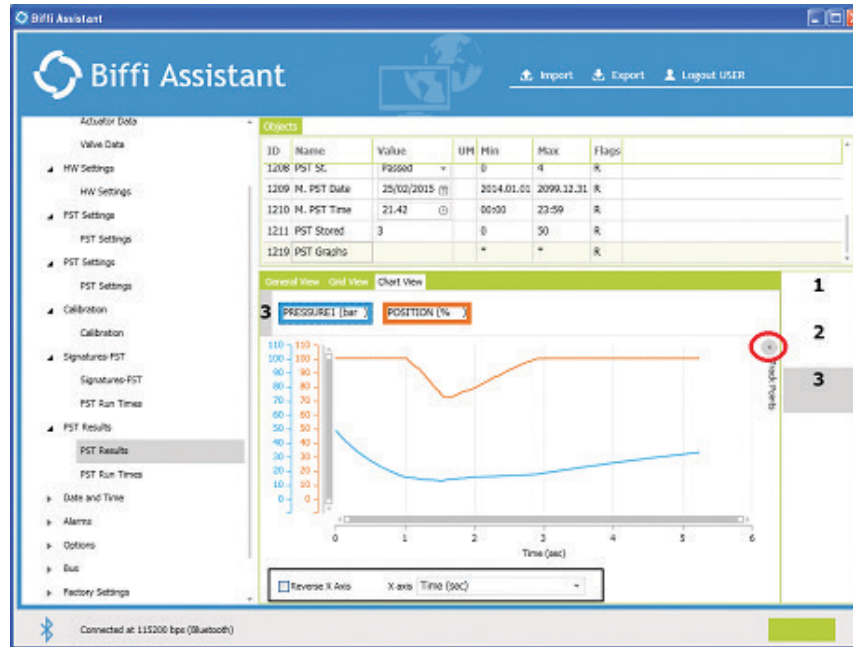 Biffi Assistant
Biffi Assistant
Import Export Logout USER
Actuator Data
Valve Data
HW Settings
HW Settings
FST Settings
FST Settings
PST Settings
PST Settings
Calibration
Calibration
Signatures-FST
Signatures-FST
PST Run Times
PST Results
PST Results
PST Run Times
Date and Time
Alarms
Options
Bus
Factory Settings
Objects
ID Name Value UM Min Max Flags
1208 PST St. Passed 0 4 R
1209 M. PST Date 25/02/2015 2014.01.01 2099.12.31 R
1210 M. PST Time 21.42 00:00 23:59 R
1211 PST Stored 3 0 50 R
1219 PST Graphs * * R
General View Grid View Chart View
3 PRESSURE1 (bar ) POSITION (% )
110 110
100 100
90 90
80 80
70 70
60 60
50 50
40 40
30 30
20 20
10 10
0 0
0 1 2 3 4 5 6
Time (sec)
Track Points
1
2
3
Reverse X Axis X axis Time (sec)
Connected at 115200 bps (Bluetooth)